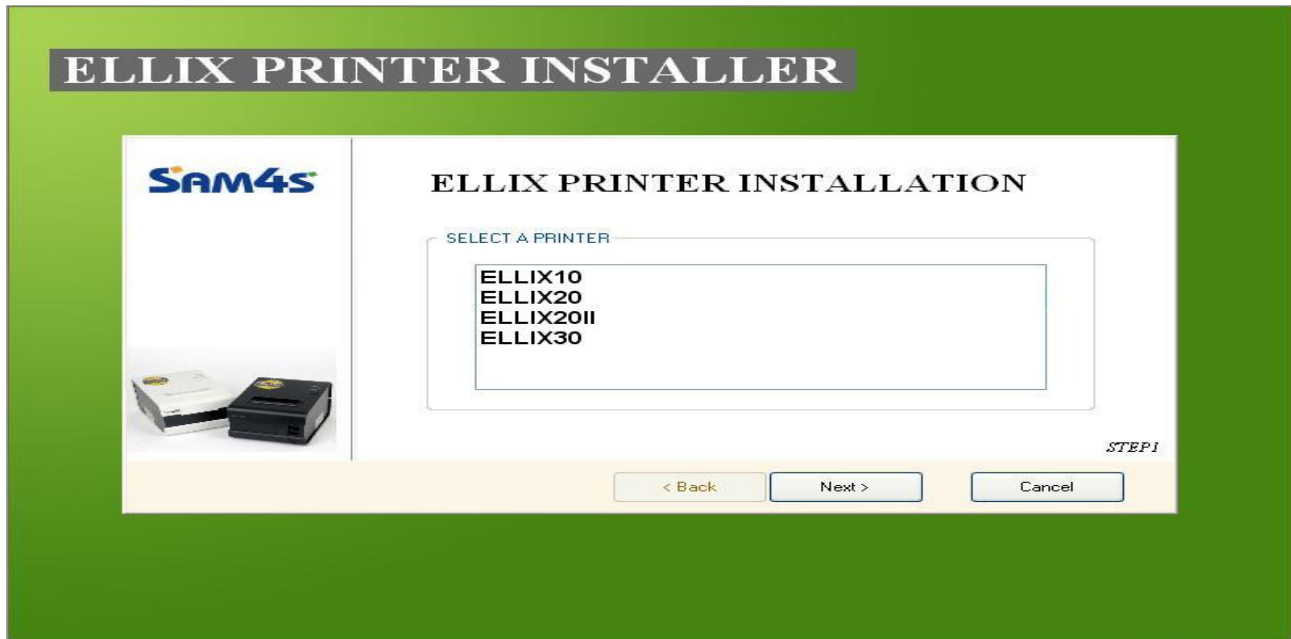 ELLIX PRINTER INSTALLER
SAM4S
ELLIX PRINTER INSTALLATION
SELECT A PRINTER
ELLIX10
ELLIX20
ELLIX20II
ELLIX30
STEP1
< Back
Next >
Cancel